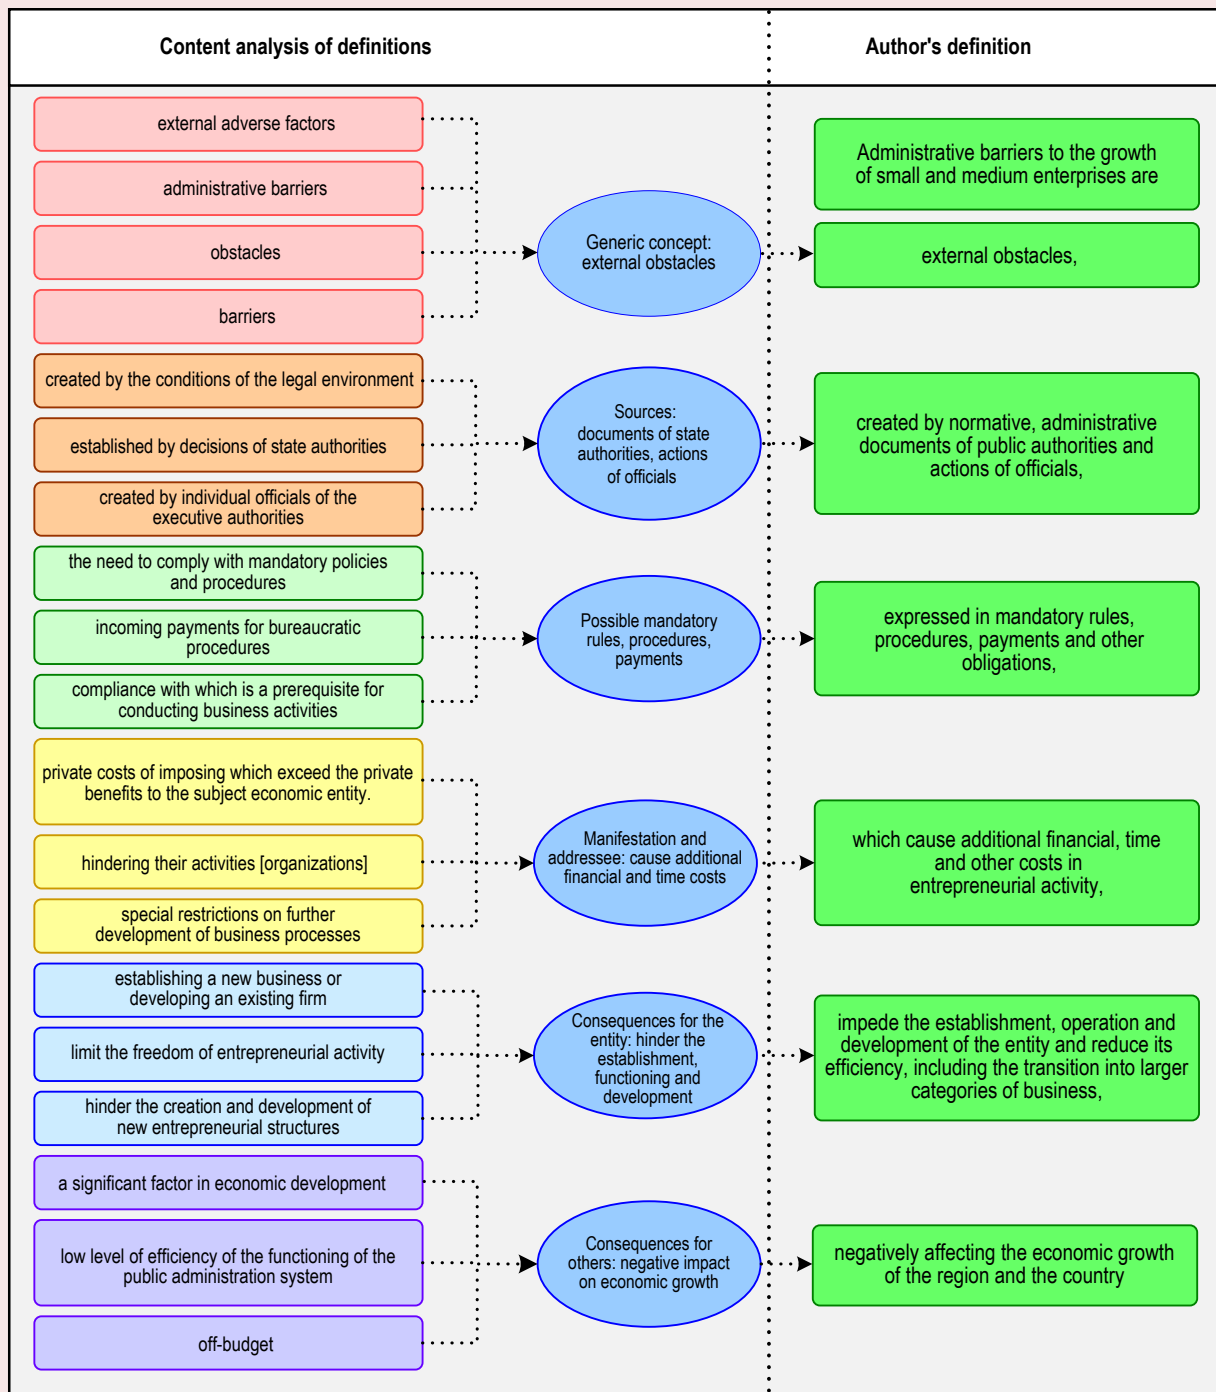 Content analysis of definitions
Author's definition
external adverse factors
administrative barriers
obstacles
barriers
Generic concept:
external obstacles
Administrative barriers to the growth
of small and medium enterprises are
external obstacles,
created by the conditions of the legal environment
established by decisions of state authorities
created by individual officials of the
executive authorities
Sources:
documents of state
authorities, actions
of officials
created by normative, administrative
documents of public authorities and
actions of officials,
the need to comply with mandatory policies
and procedures
incoming payments for bureaucratic
procedures
compliance with which is a prerequisite for
conducting business activities
Possible mandatory
rules, procedures,
payments
expressed in mandatory rules,
procedures, payments and other
obligations,
private costs of imposing which exceed the private
benefits to the subject economic entity.
hindering their activities [organizations]
special restrictions on further
development of business processes
Manifestation and
addressee: cause additional
financial and time costs
which cause additional financial, time
and other costs in
entrepreneurial activity,
establishing a new business or
developing an existing firm
limit the freedom of entrepreneurial activity
hinder the creation and development of
new entrepreneurial structures
Consequences for the
entity: hinder the
establishment,
functioning and
development
impede the establishment, operation and
development of the entity and reduce its
efficiency, including the transition into larger
categories of business,
a significant factor in economic development
low level of efficiency of the functioning of the
public administration system
off-budget
Consequences for
others: negative impact
on economic growth
negatively affecting the economic growth
of the region and the country